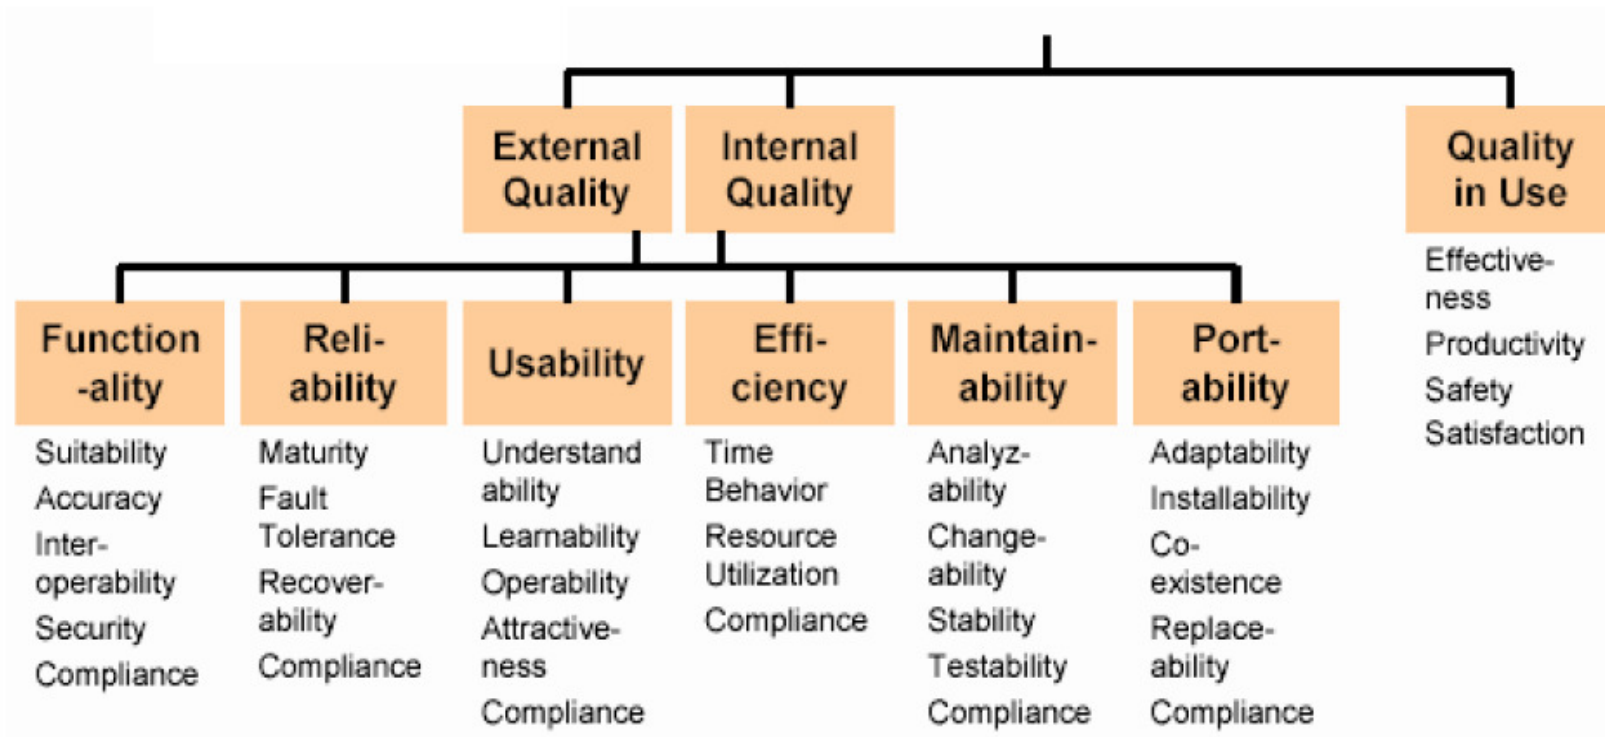 External
Quality
Internal
Quality
Quality
in Use
Effective-
ness
Productivity
Safety
Satisfaction
Function
-ality
Suitability
Accuracy
Inter-
operability
Security
Compliance
Reli-
ability
Maturity
Fault
Tolerance
Recover-
ability
Compliance
Usability
Understand
ability
Learnability
Operability
Attractive-
ness
Compliance
Effi-
ciency
Time
Behavior
Resource
Utilization
Compliance
Maintain-
ability
Analyz-
ability
Change-
ability
Stability
Testability
Compliance
Port-
ability
Adaptability
Installability
Co-
existence
Replace-
ability
Compliance